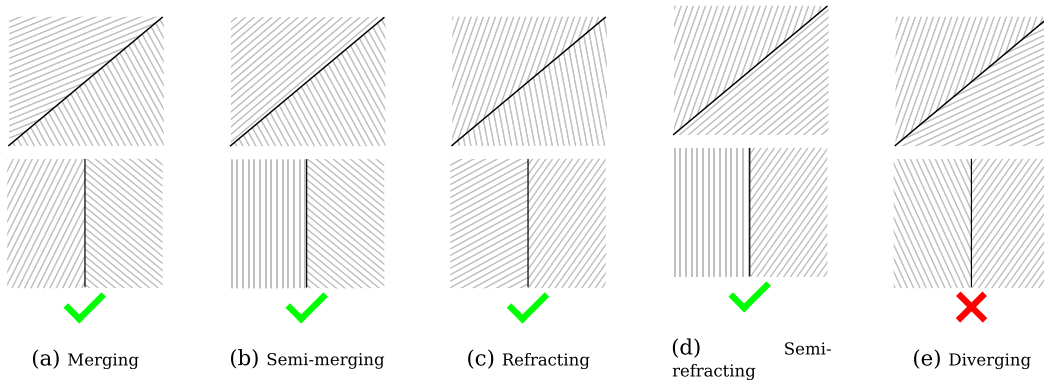 (a) Merging
(b) Semi-merging
(c) Refracting
(d) Semi-
refracting
(e) Diverging